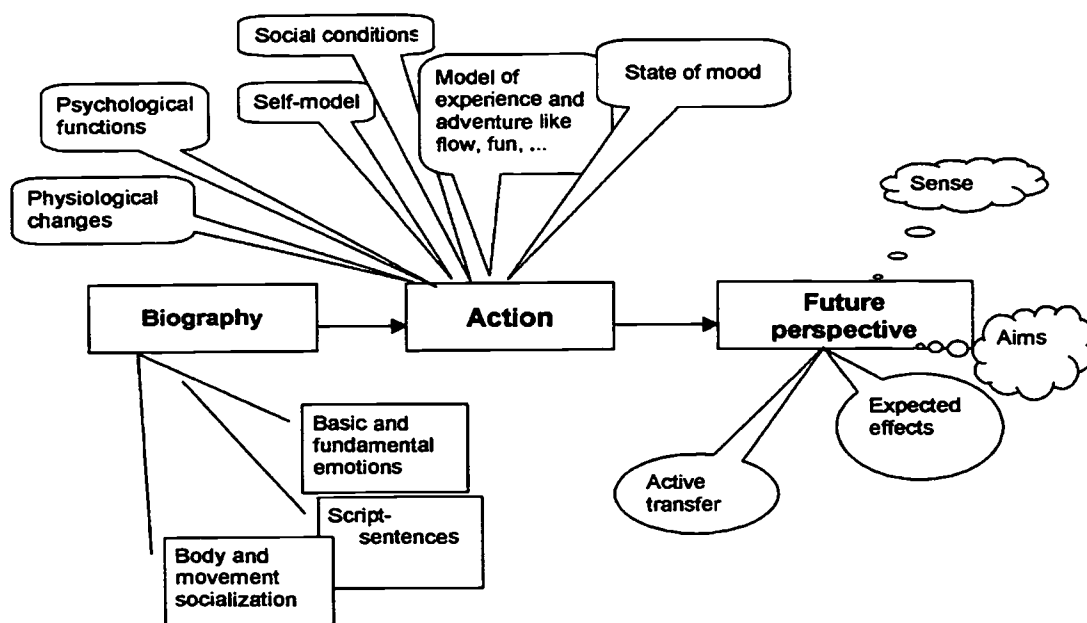 Social conditions
State of mood
Model of
experience and
adventure like
flow, fun, ...
Self-model
Psychological
functions
Physiological
changes
Sense
Biography
Action
Future
perspective
Aims
Basic and
fundamental
emotions
Expected
effects
Active
transfer
Script-
sentences
Body and
movement
socialization